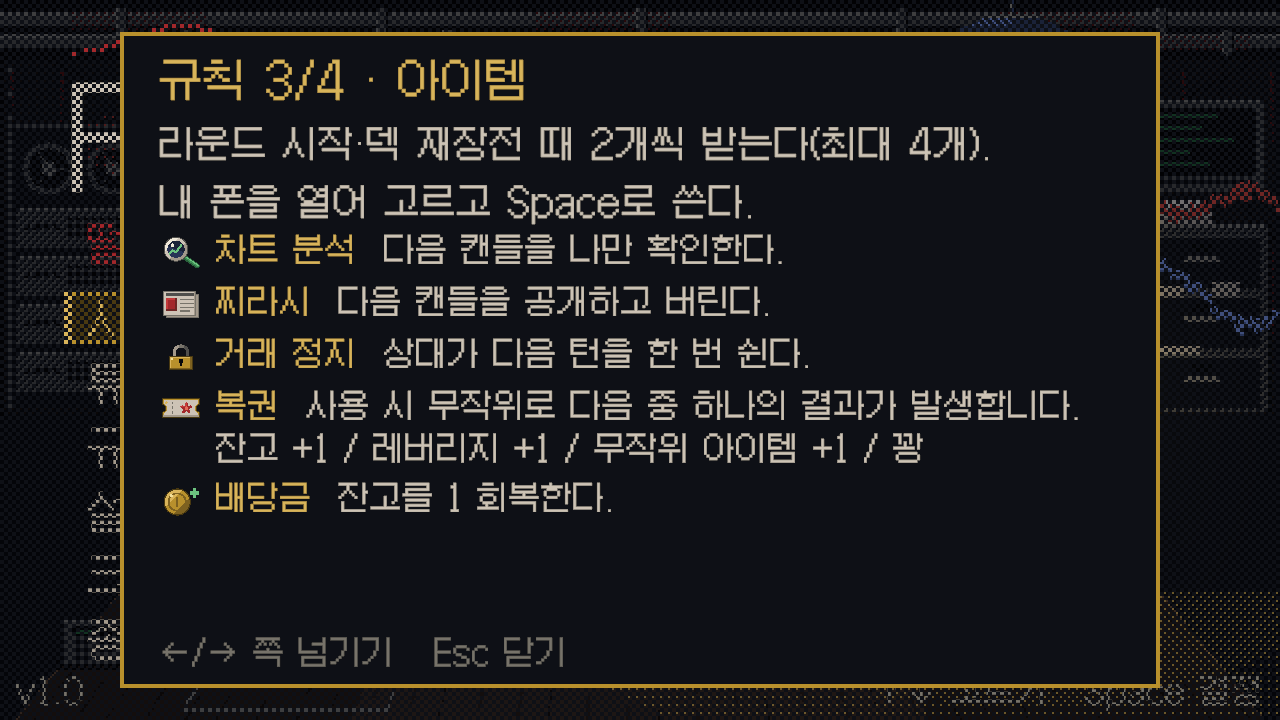 규칙 3/4 · 아이템
라운드 시작·덱 재장전 때 2개씩 받는다(최대 4개).
내 폰을 열어 고르고 Space로 쓴다.
차트 분석 다음 캔들을 나만 확인한다.
찌라시 다음 캔들을 공개하고 버린다.
거래 정지 상대가 다음 턴을 한 번 쉰다.
복권 사용 시 무작위로 다음 중 하나의 결과가 발생합니다.
잔고 +1 / 레버리지 +1 / 무작위 아이템 +1 / 꽝
배당금 잔고를 1 회복한다.
←/→ 쪽 넘기기 Esc 닫기
v1.0
Space 결정